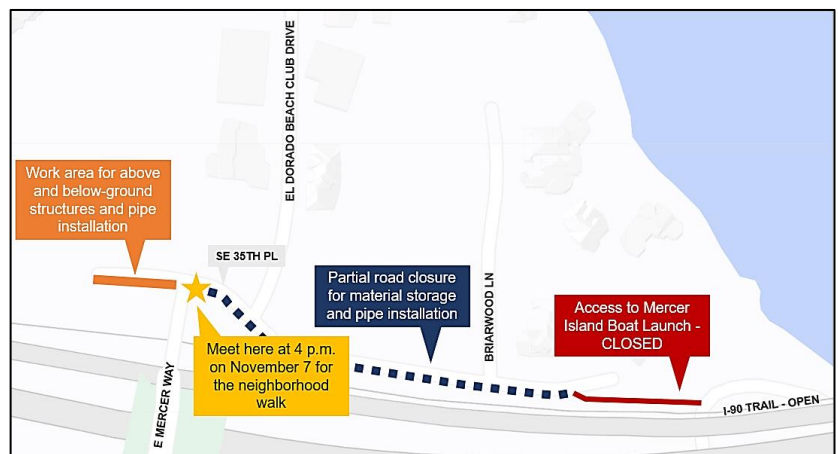 EL DORADO BEACH CLUB DRIVE
Work area for above
and below-ground
structures and pipe
installation
SE 35TH PL
Partial road closure
for material storage
and pipe installation
BRIARWOOD LN
Access to Mercer
Island Boat Launch -
CLOSED
Meet here at 4 p.m.
on November 7 for
the neighborhood
walk
E MERCER WAY
I-90 TRAIL - OPEN